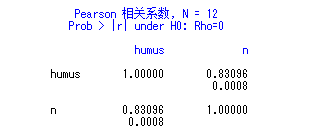 Pearson 相关系数, N = 12
Prob > |r| under H0: Rho=0
humus n
humus 1.00000 0.83096
0.0008
n 0.83096 1.00000
0.0008